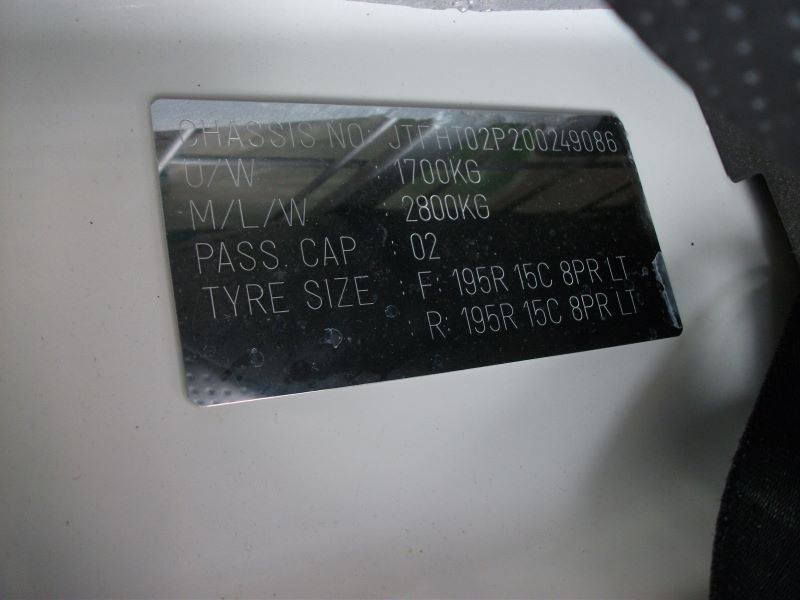 CHASSIS NO: JTFHT02P200249086
U/W : 1700KG
M/L/W : 2800KG
PASS. CAP : 02
TYRE SIZE : F: 195R 15C 8PR LT
: R: 195R 15C 8PR LT